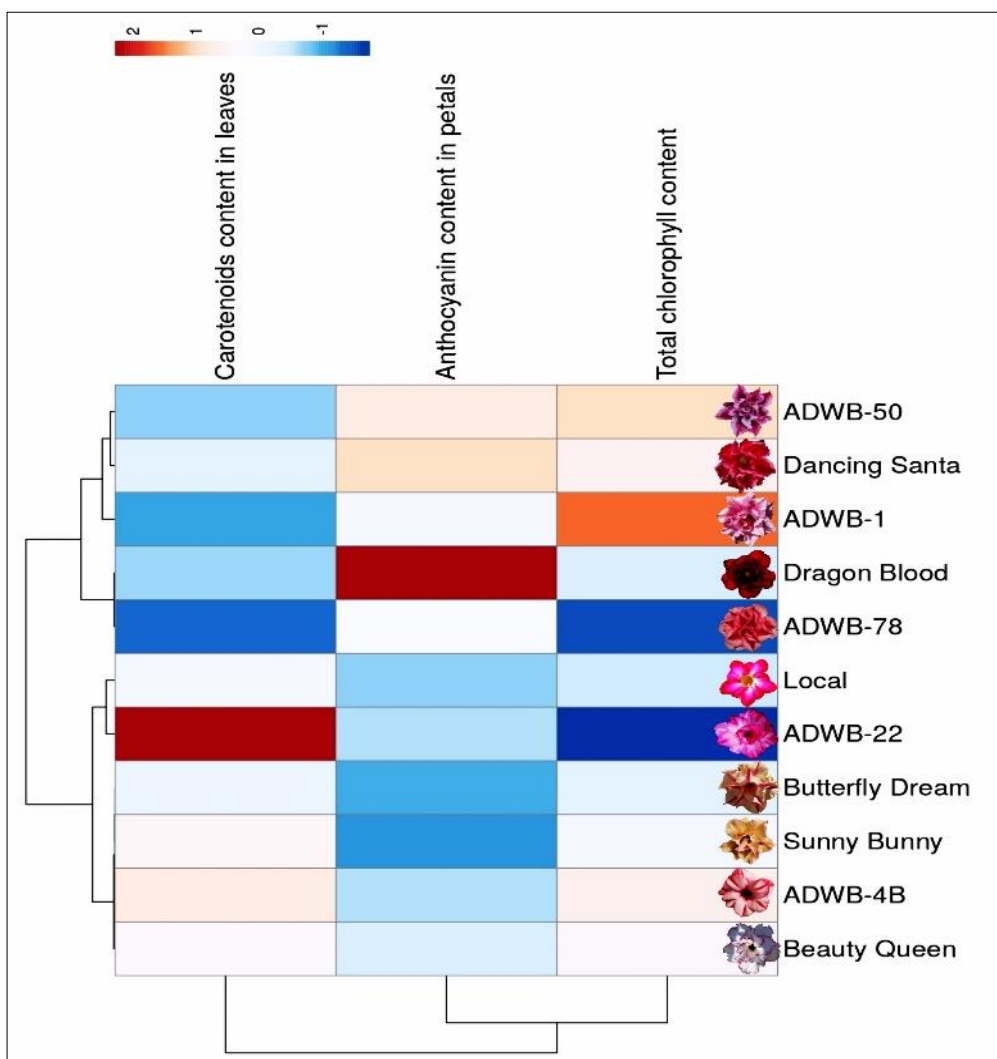 2
1
0
-1
Carotenoids content in leaves
Anthocyanin content in petals
Total chlorophyll content
ADWB-50
Dancing Santa
ADWB-1
Dragon Blood
ADWB-78
Local
ADWB-22
Butterfly Dream
Sunny Bunny
ADWB-4B
Beauty Queen